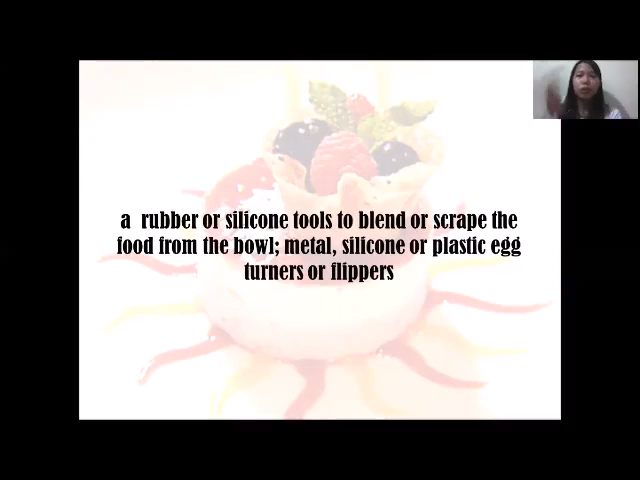 a rubber or silicone tools to blend or scrape the
food from the bowl; metal, silicone or plastic egg
turners or flippers